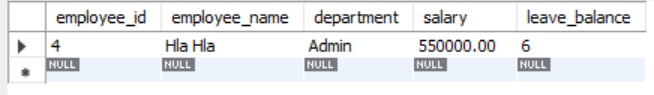 employee_id employee_name department salary leave_balance
4 Hla Hla Admin 550000.00 6
NULL NULL NULL NULL NULL